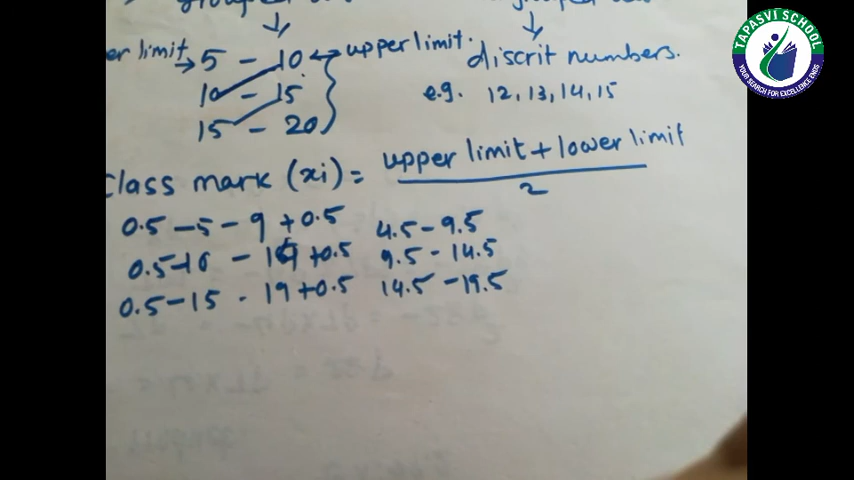 er limit → 5 - 10 ← upper limit.
10 - 15
15 - 20
discrit numbers.
e.g. 12, 13, 14, 15
Class mark (xi) = upper limit + lower limit
2
0.5 - 5 - 9 + 0.5 4.5 - 9.5
0.5 - 10 - 14 + 0.5 9.5 - 14.5
0.5 - 15 - 19 + 0.5 14.5 - 19.5
TAPASVI SCHOOL
YOUR SEARCH FOR EXCELLENCE ENDS